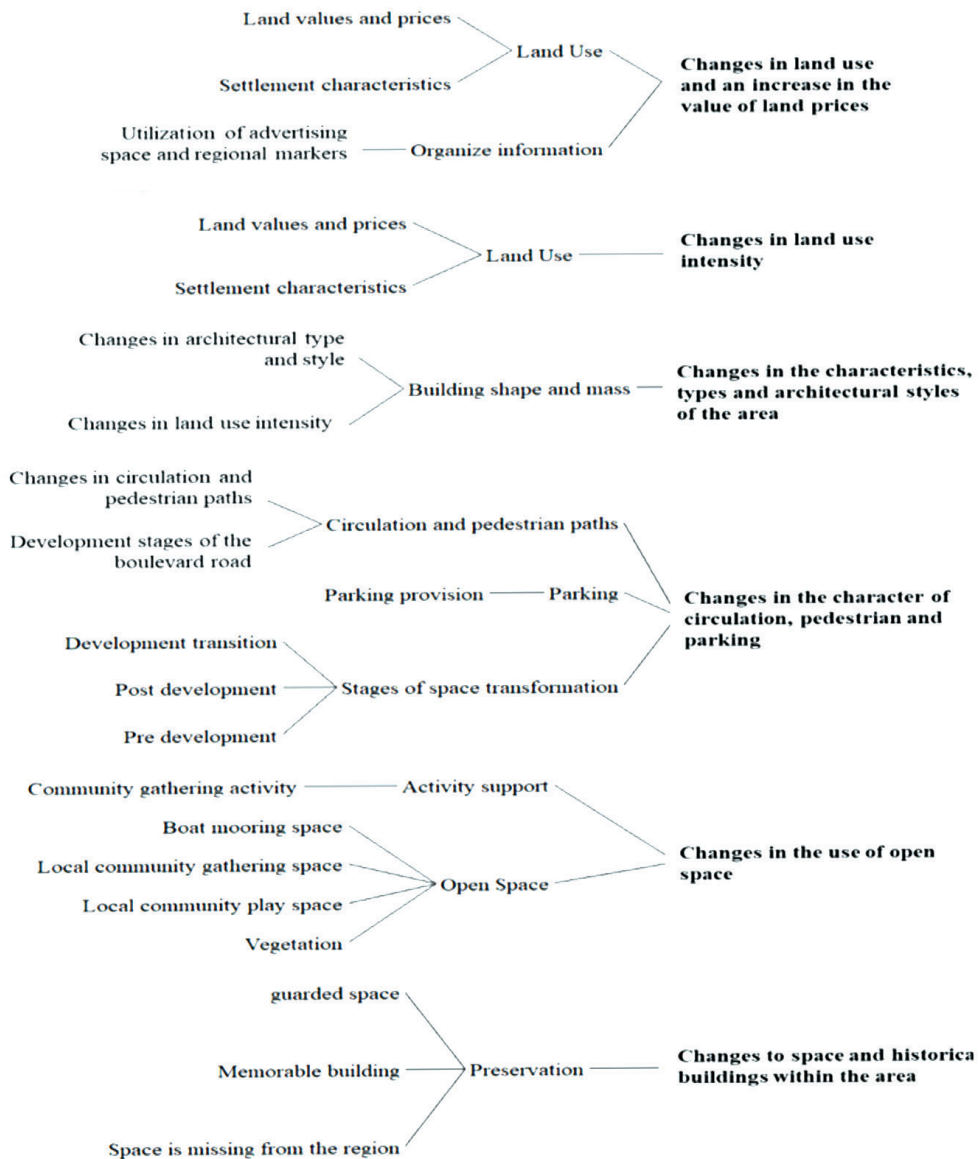 Land values and prices
Land Use
Settlement characteristics
Changes in land use
and an increase in the
value of land prices
Utilization of advertising
space and regional markers
Organize information
Land values and prices
Land Use
Settlement characteristics
Changes in land use
intensity
Changes in architectural type
and style
Building shape and mass
Changes in land use intensity
Changes in the characteristics,
types and architectural styles
of the area
Changes in circulation and
pedestrian paths
Circulation and pedestrian paths
Development stages of the
boulevard road
Parking provision
Parking
Changes in the character of
circulation, pedestrian and
parking
Development transition
Post development
Stages of space transformation
Pre development
Community gathering activity
Activity support
Boat mooring space
Local community gathering space
Open Space
Local community play space
Vegetation
Changes in the use of open
space
guarded space
Memorable building
Preservation
Space is missing from the region
Changes to space and historica
buildings within the area